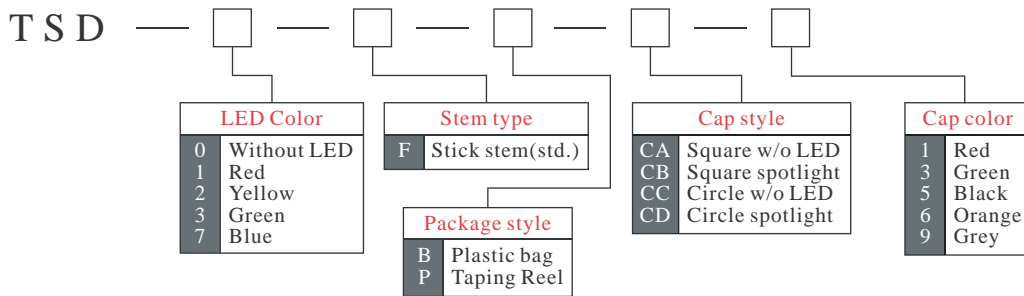 TSD
LED Color
0 Without LED
1 Red
2 Yellow
3 Green
7 Blue
Stem type
F Stick stem(std.)
Package style
B Plastic bag
P Taping Reel
Cap style
CA Square w/o LED
CB Square spotlight
CC Circle w/o LED
CD Circle spotlight
Cap color
1 Red
3 Green
5 Black
6 Orange
9 Grey